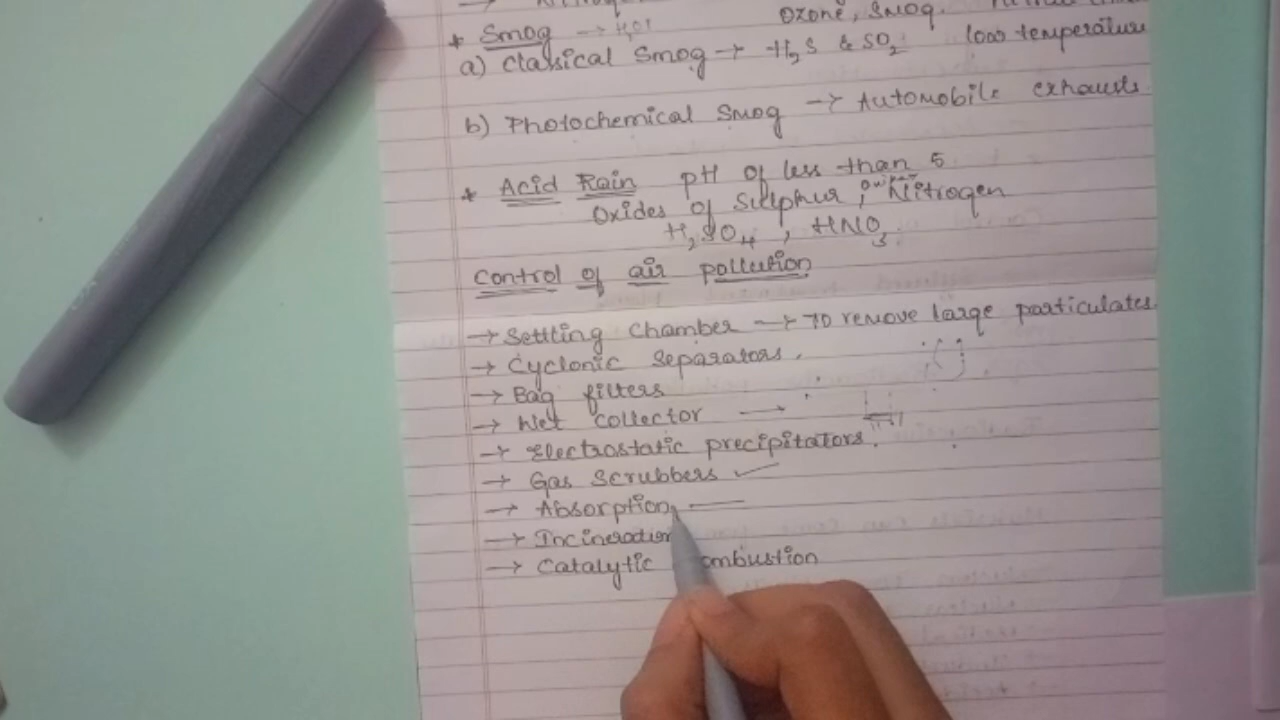 ozone, Smog.
* Smog → HOT
a) Classical Smog → H₂S & SO₂ low temperature
b) Photochemical Smog → Automobile exhausts
* Acid Rain pH of less than 5
Oxides of Sulphur, Nitrogen
H₂SO₄, HNO₃
Control of air pollution
→ Settling Chamber → To remove large particulates
→ Cyclonic Separators.
→ Bag filters
→ Wet Collector →
→ Electrostatic precipitators.
→ Gas Scrubbers ✓
→ Absorption —
→ Incineration
→ Catalytic combustion